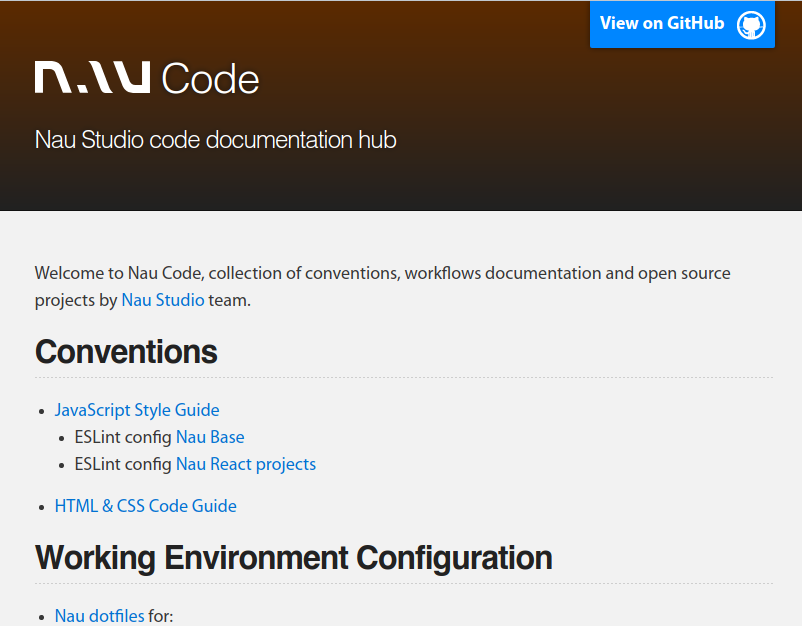 View on GitHub
nau Code
Nau Studio code documentation hub
Welcome to Nau Code, collection of conventions, workflows documentation and open source
projects by Nau Studio team.
Conventions
• JavaScript Style Guide
• ESLint config Nau Base
• ESLint config Nau React projects
• HTML & CSS Code Guide
Working Environment Configuration
• Nau dotfiles for: